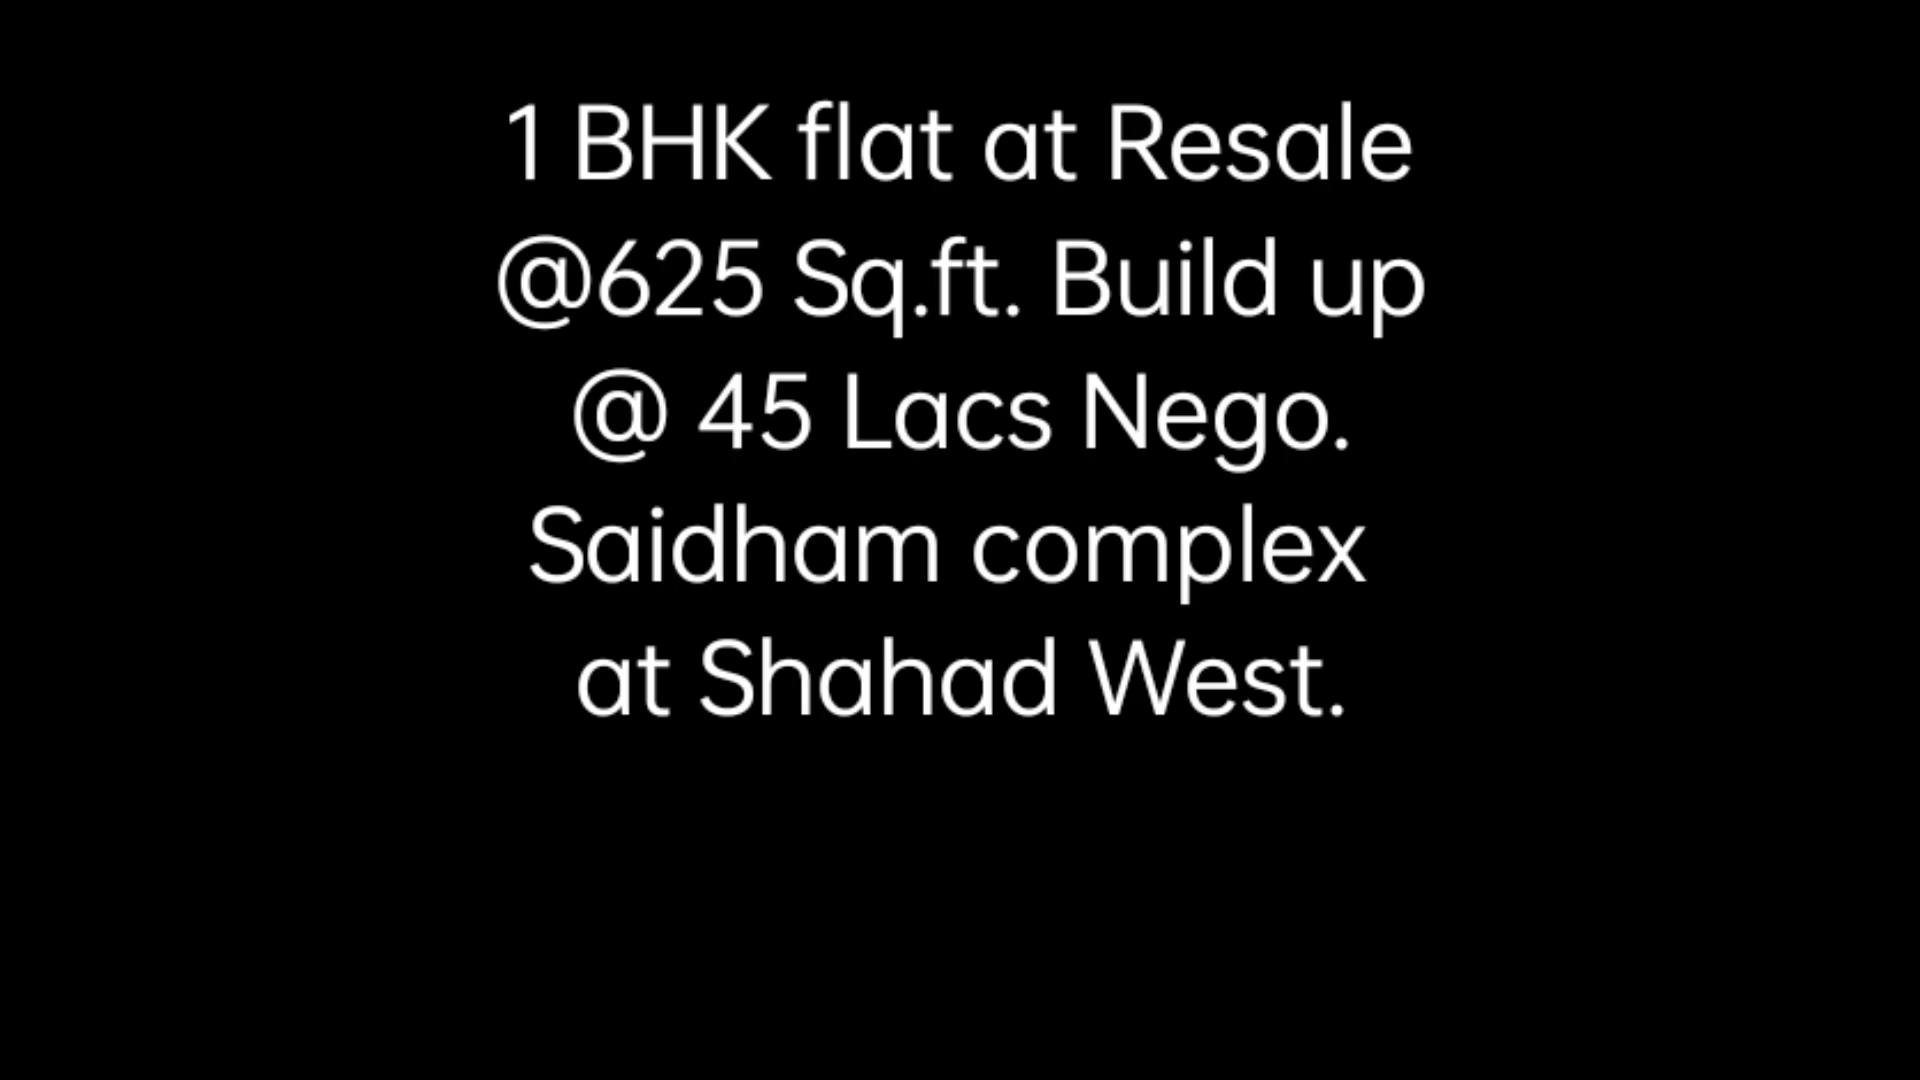 1 BHK flat at Resale
@625 Sq.ft. Build up
@ 45 Lacs Nego.
Saidham complex
at Shahad West.